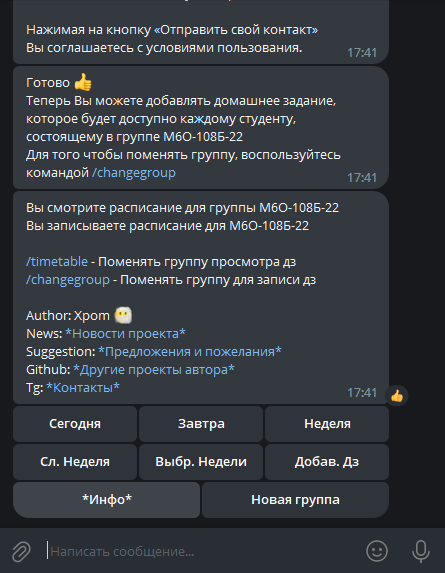 Нажимая на кнопку «Отправить свой контакт»
Вы соглашаетесь с условиями пользования.
17:41
Готово 👍
Теперь Вы можете добавлять домашнее задание,
которое будет доступно каждому студенту,
состоящему в группе М6О-108Б-22
Для того чтобы поменять группу, воспользуйтесь
командой /changegroup
17:41
Вы смотрите расписание для группы М6О-108Б-22
Вы записываете расписание для М6О-108Б-22
/timetable - Поменять группу просмотра дз
/changegroup - Поменять группу для записи дз
Author: Хром 😶
News: *Новости проекта*
Suggestion: *Предложения и пожелания*
Github: *Другие проекты автора*
Tg: *Контакты*
17:41
Сегодня Завтра Неделя
Сл. Неделя Выбр. Недели Добав. Дз
*Инфо* Новая группа
Написать сообщение...